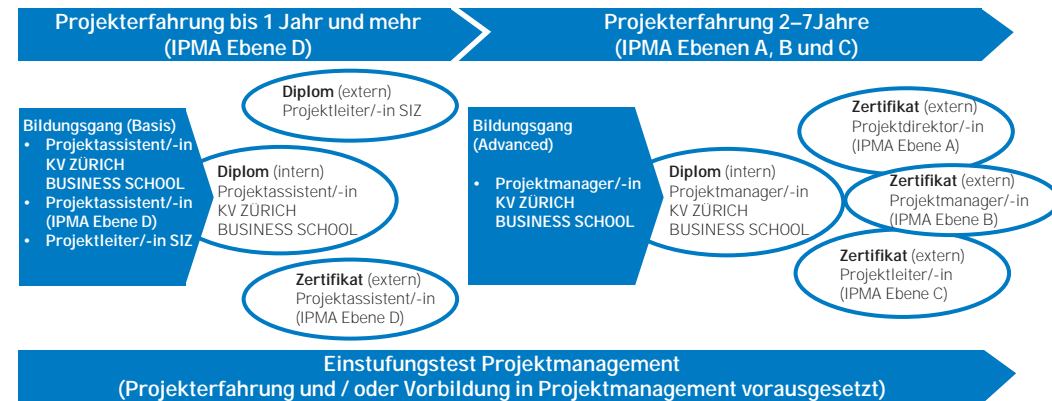 Projekterfahrung bis 1 Jahr und mehr
(IPMA Ebene D)
Projekterfahrung 2–7Jahre
(IPMA Ebenen A, B und C)
Bildungsgang (Basis)
• Projektassistent/-in
KV ZÜRICH
BUSINESS SCHOOL
• Projektassistent/-in
(IPMA Ebene D)
• Projektleiter/-in SIZ
Diplom (extern)
Projektleiter/-in SIZ
Diplom (intern)
Projektassistent/-in
KV ZÜRICH
BUSINESS SCHOOL
Zertifikat (extern)
Projektassistent/-in
(IPMA Ebene D)
Bildungsgang
(Advanced)
• Projektmanager/-in
KV ZÜRICH
BUSINESS SCHOOL
Diplom (intern)
Projektmanager/-in
KV ZÜRICH
BUSINESS SCHOOL
Zertifikat (extern)
Projektdirektor/-in
(IPMA Ebene A)
Zertifikat (extern)
Projektmanager/-in
(IPMA Ebene B)
Zertifikat (extern)
Projektleiter/-in
(IPMA Ebene C)
Einstufungstest Projektmanagement
(Projekterfahrung und / oder Vorbildung in Projektmanagement vorausgesetzt)